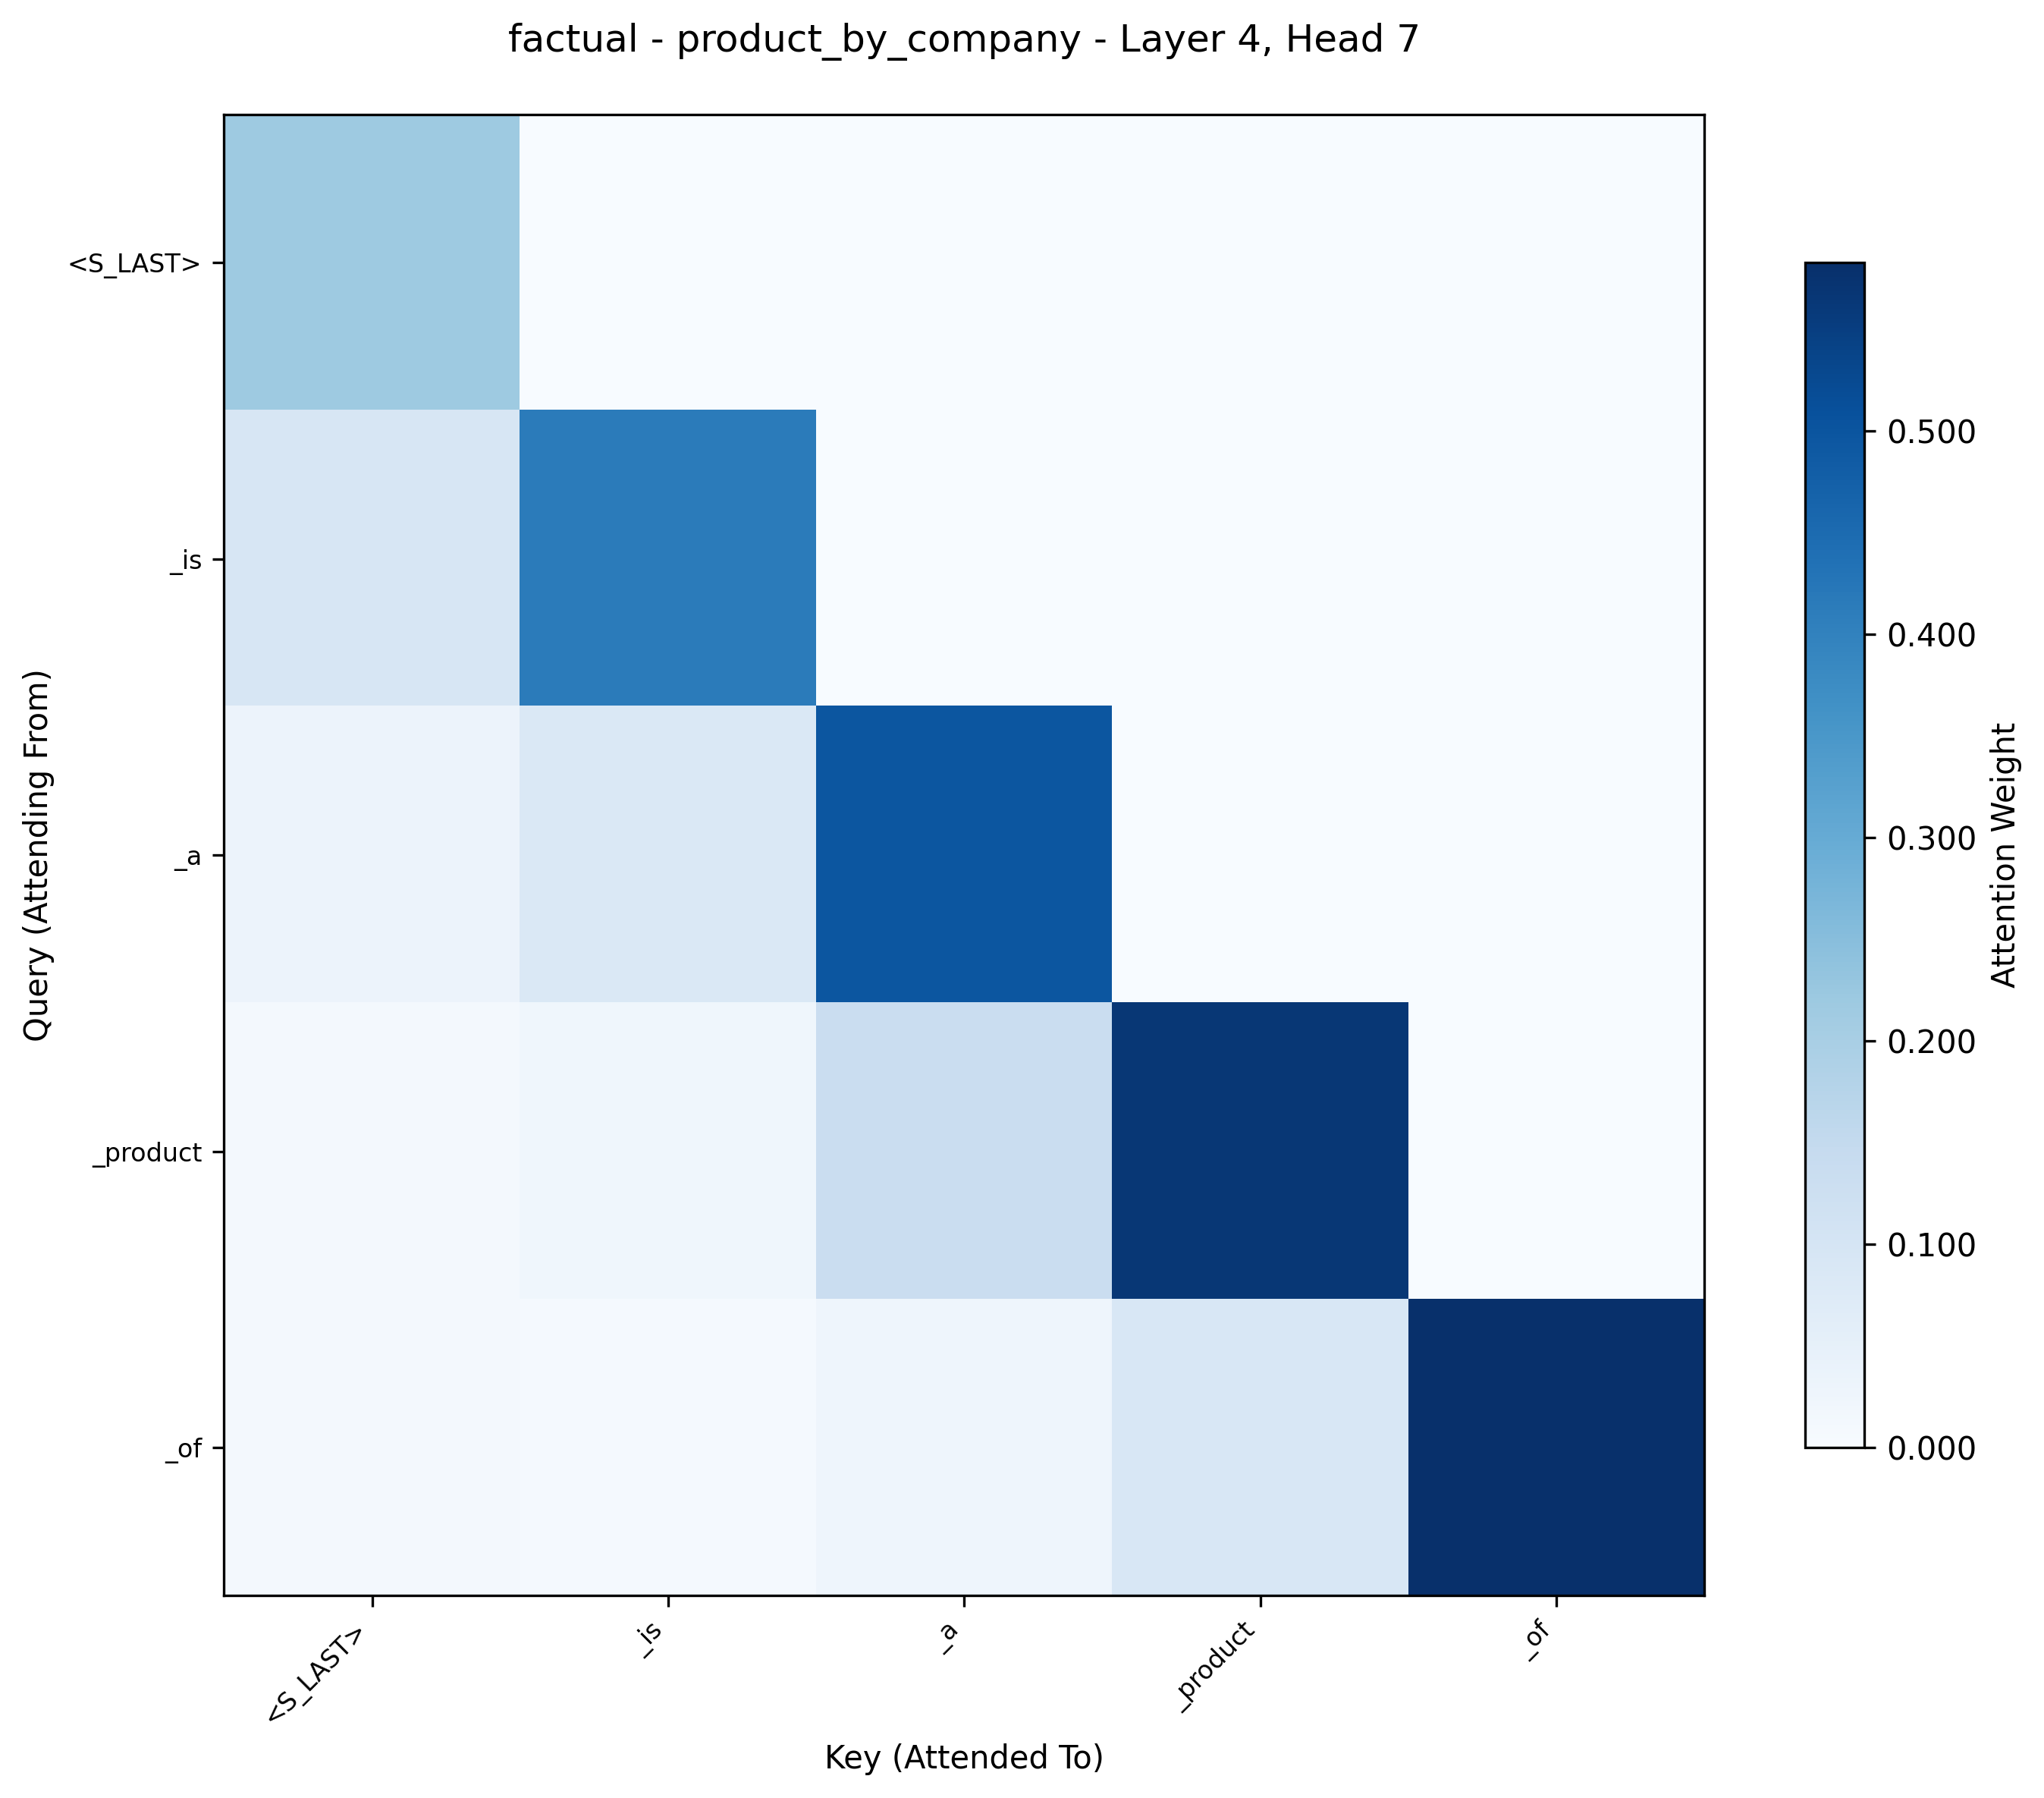 factual - product_by_company - Layer 4, Head 7
Query (Attending From)
<S_LAST>
_is
_a
_product
_of
<S_LAST>
_is
_a
_product
_of
Key (Attended To)
0.500
0.400
0.300
0.200
0.100
0.000
Attention Weight